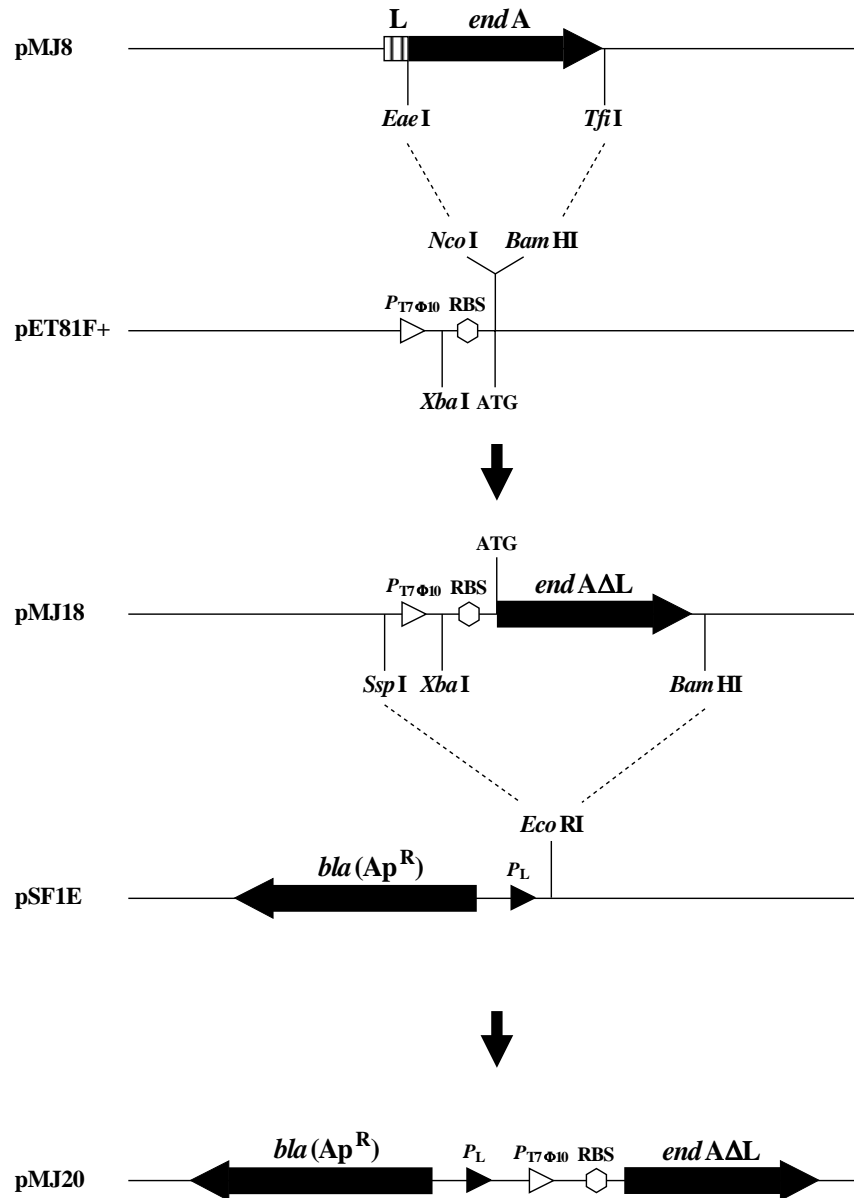 L endA
pMJ8
EaeI TfiI
NcoI BamHI
PT7Φ10 RBS
pET81F+
XbaI ATG
ATG
PT7Φ10 RBS endAΔL
pMJ18
SspI XbaI BamHI
EcoRI
bla(ApR) PL
pSF1E
bla(ApR) PL PT7Φ10 RBS endAΔL
pMJ20